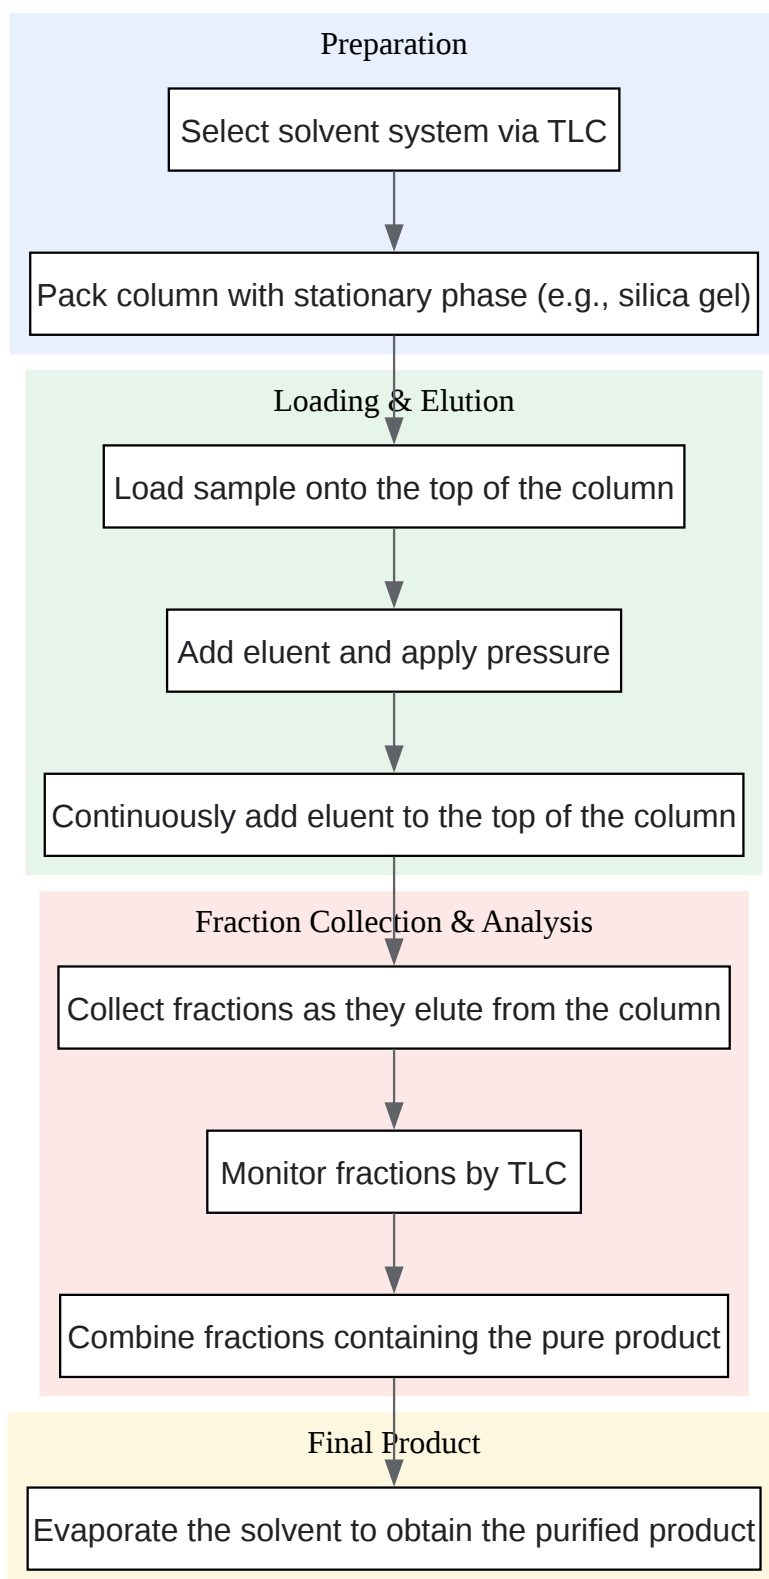 Preparation
Select solvent system via TLC
Pack column with stationary phase (e.g., silica gel)
Loading & Elution
Load sample onto the top of the column
Add eluent and apply pressure
Continuously add eluent to the top of the column
Fraction Collection & Analysis
Collect fractions as they elute from the column
Monitor fractions by TLC
Combine fractions containing the pure product
Final Product
Evaporate the solvent to obtain the purified product